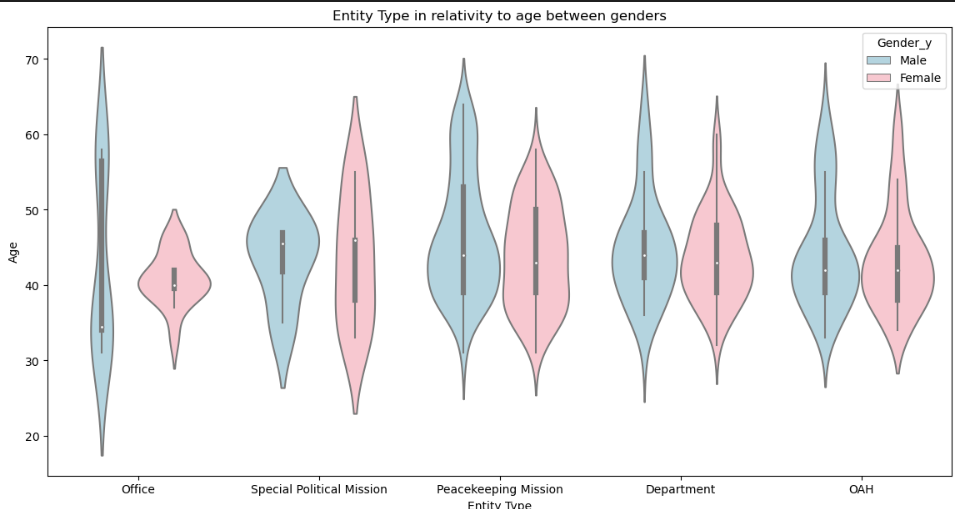 Entity Type in relativity to age between genders
Gender_y
Male
Female
70
60
50
40
30
20
Age
Office
Special Political Mission
Peacekeeping Mission
Department
OAH
Entity Type